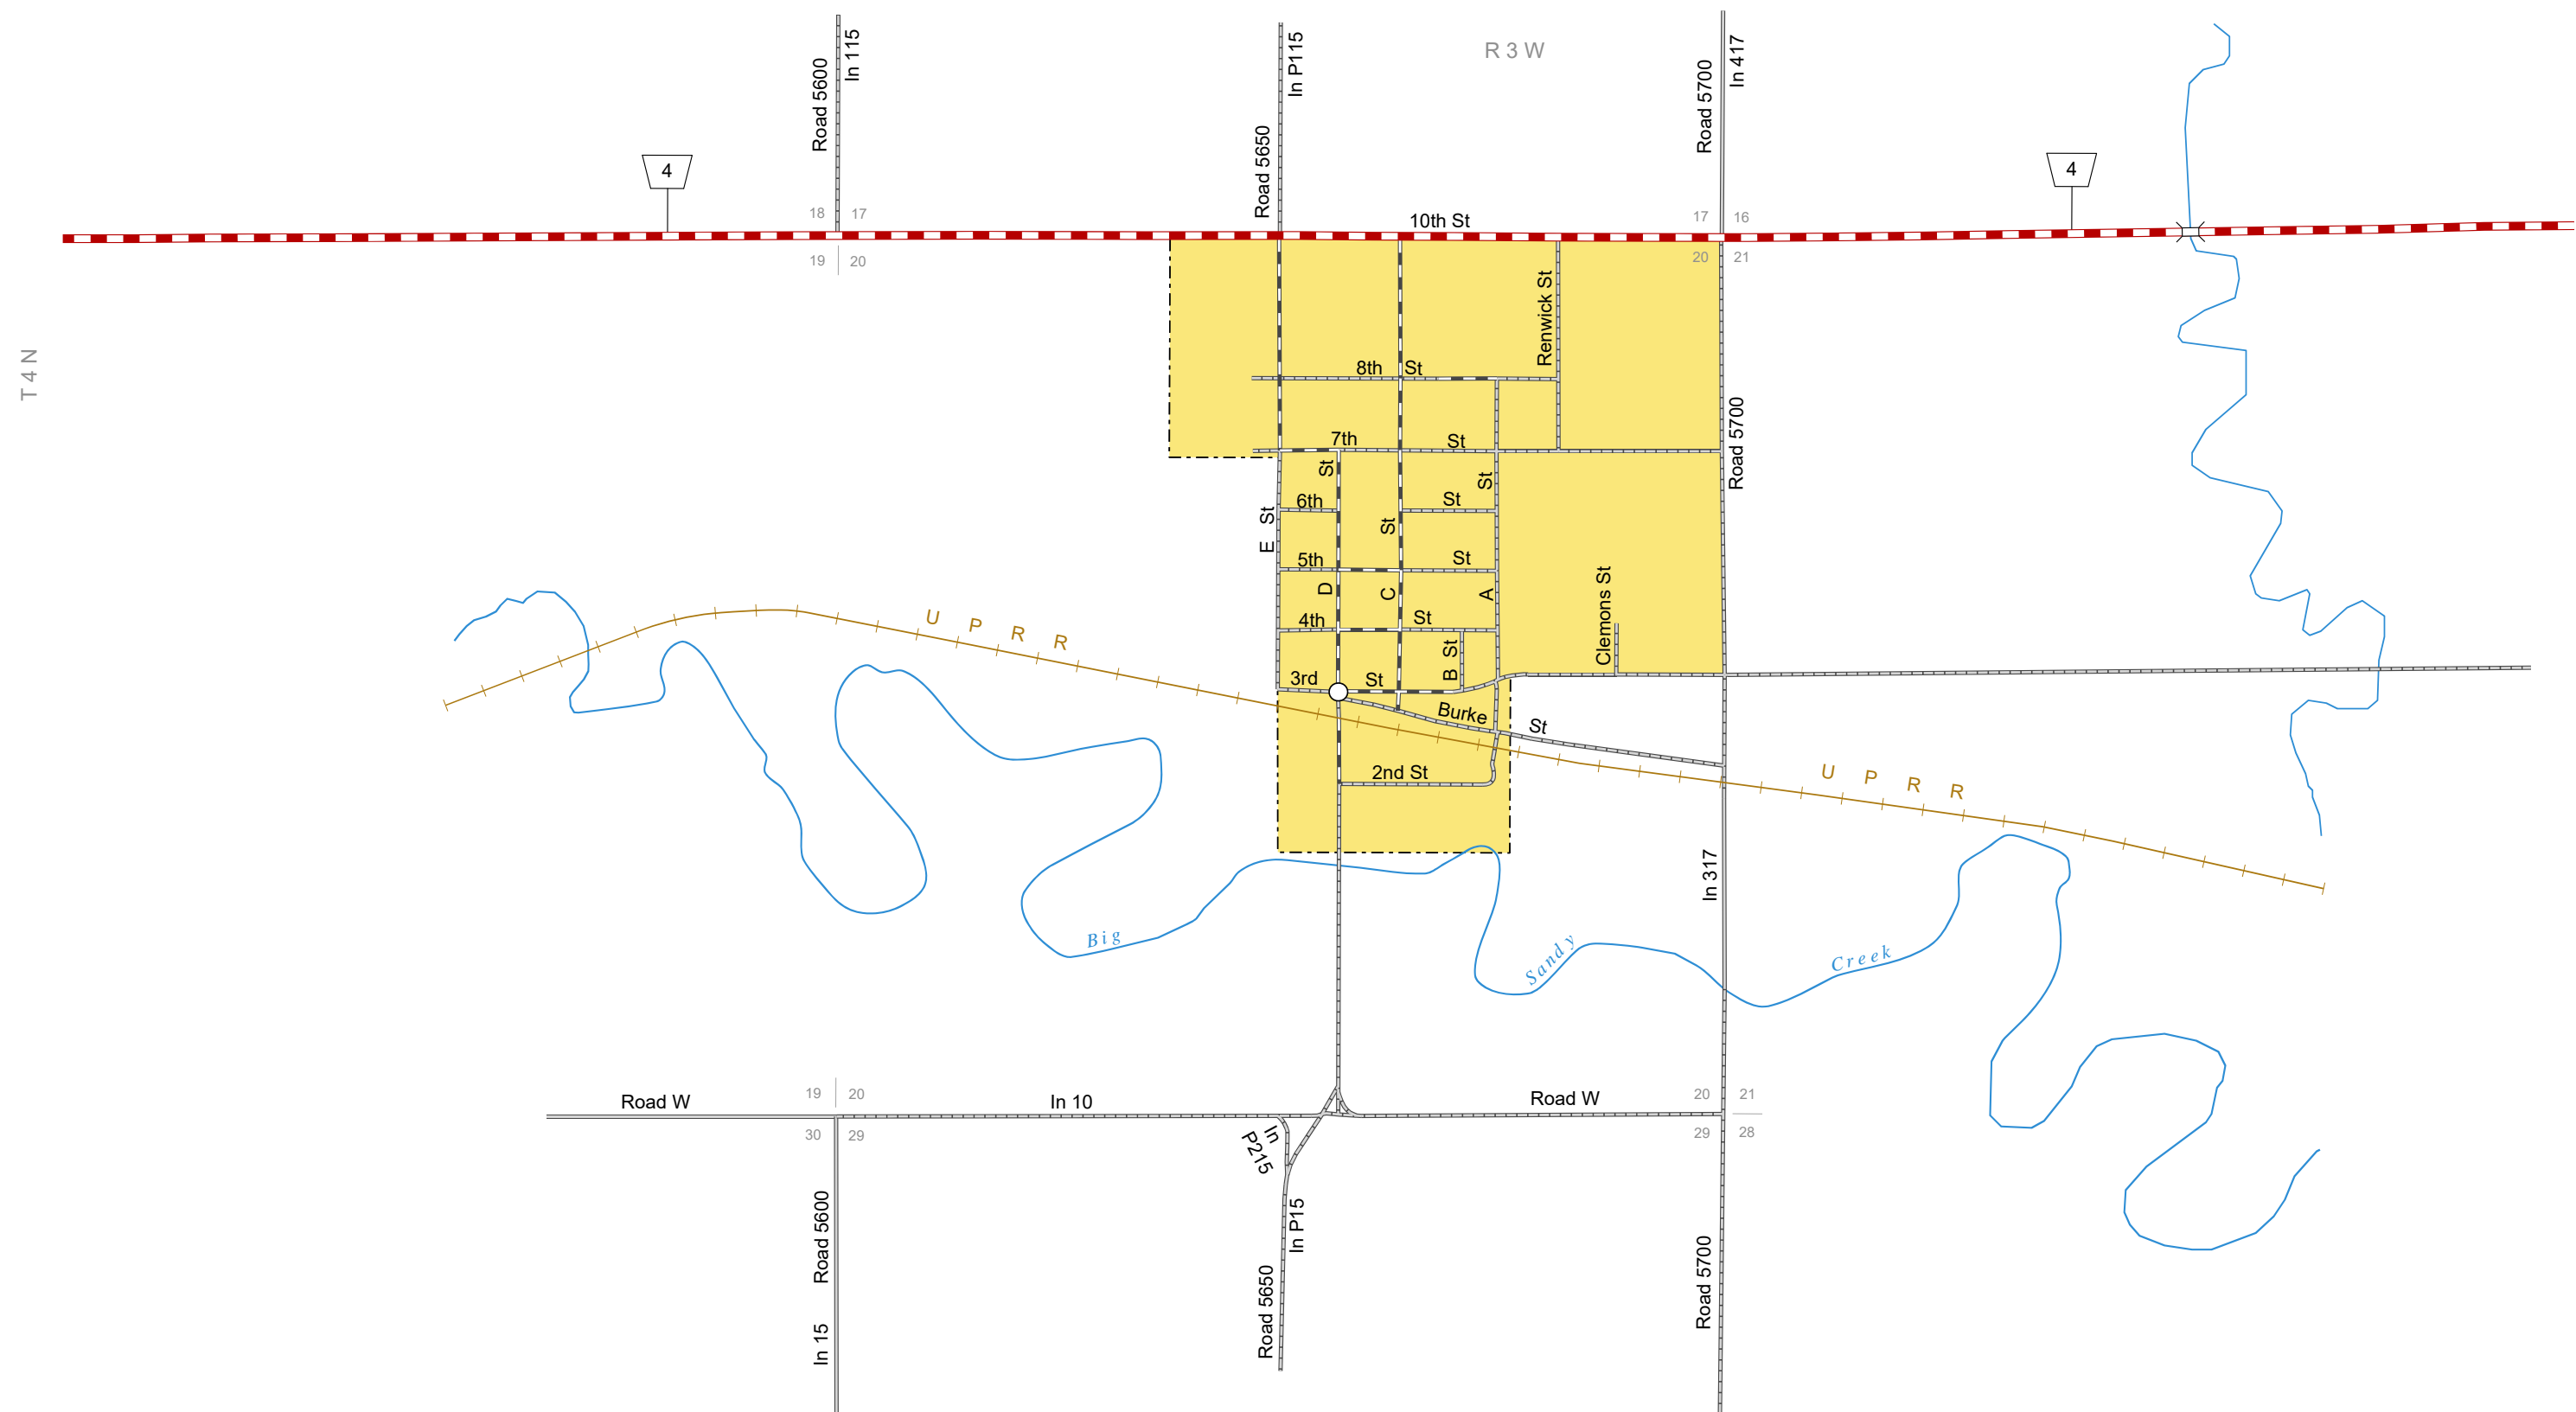 R 3 W
T 4 N
Road 5600
In 115
Road 5650
In P115
Road 5700
In 417
4
4
18
17
10th St
17
16
19
20
20
21
Renwick St
8th St
7th St
Road 5700
6th St
E St
D St
C St
A St
5th St
4th St
B St
Clemons St
3rd St
Burke St
2nd St
U P R R
U P R R
In 317
Big Sandy Creek
19
20
20
21
Road W
In 10
Road W
30
29
29
28
In
P215
Road 5600
In 15
In P15
Road 5650
Road 5700